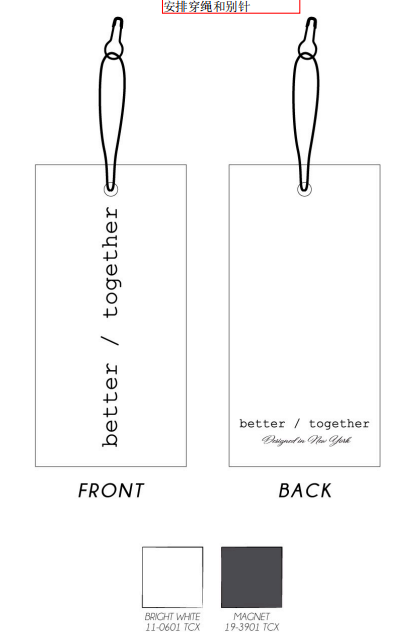 安排穿绳和别针
better / together
better / together
Designed in New York
FRONT
BACK
BRIGHT WHITE
11-0601 TCX
MAGNET
19-3901 TCX